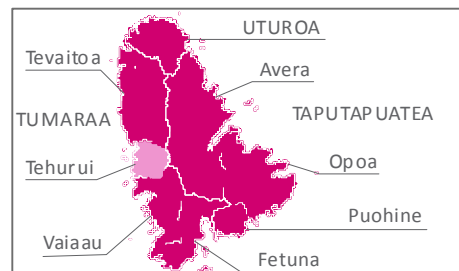 UTUROA
Tevaitoa
Avera
TAPUTAPUATEA
TUMARAA
Tehurui
Opoa
Puohine
Vaiaau
Fetuna